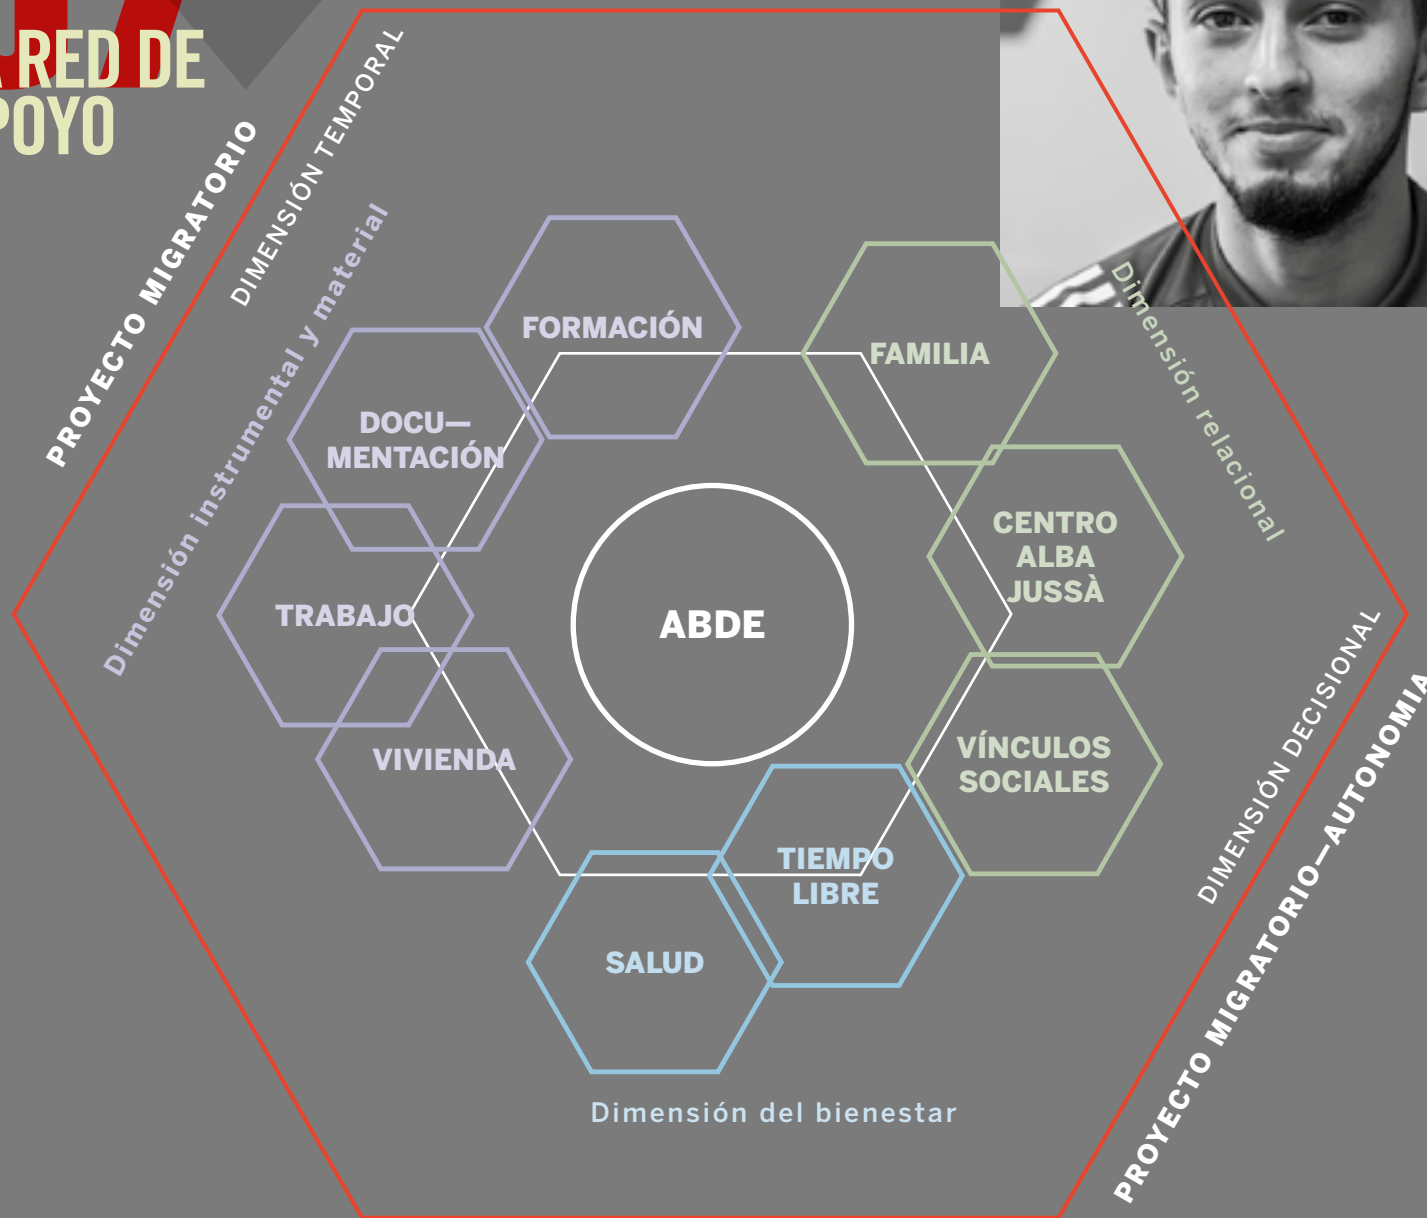 RED DE
POYO
PROYECTO MIGRATORIO
DIMENSIÓN TEMPORAL
Dimensión instrumental y material
FORMACIÓN
FAMILIA
Dimensión relacional
DOCU—
MENTACIÓN
CENTRO
ALBA
JUSSÀ
TRABAJO
ABDE
VIVIENDA
VÍNCULOS
SOCIALES
TIEMPO
LIBRE
SALUD
Dimensión del bienestar
DIMENSIÓN DECISIONAL
PROYECTO MIGRATORIO—AUTONOMIA